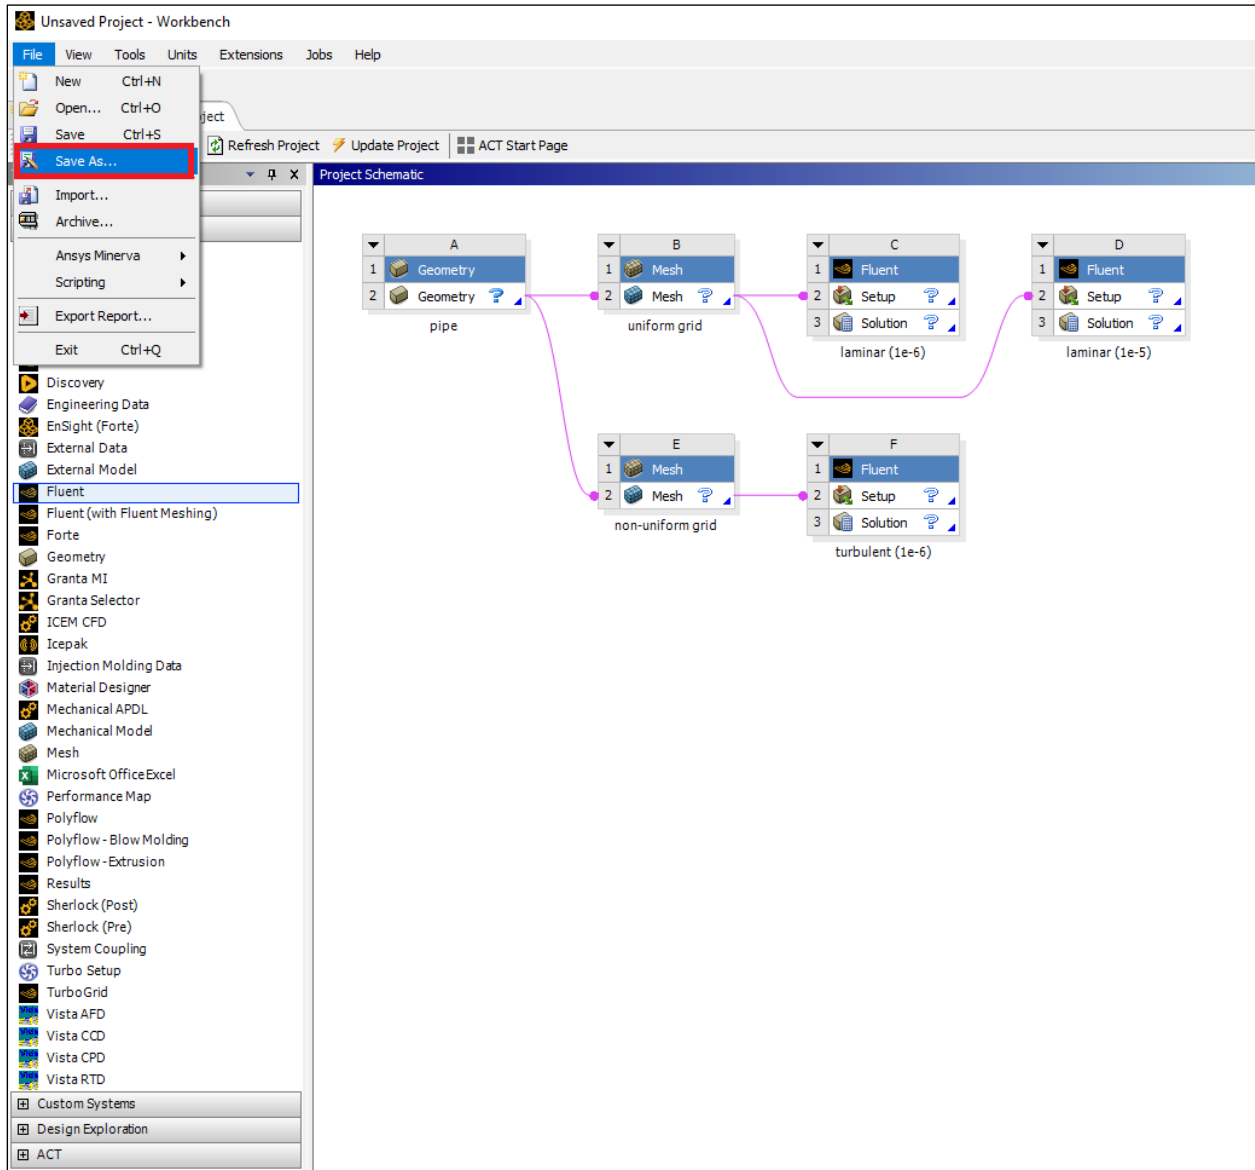 Unsaved Project - Workbench
File View Tools Units Extensions Jobs Help
New Ctrl+N
Open... Ctrl+O
ject
Save Ctrl+S
Refresh Project Update Project ACT Start Page
Save As...
Project Schematic
Import...
Archive...
Ansys Minerva
Scripting
Export Report...
Exit Ctrl+Q
A
1 Geometry
2 Geometry ?
pipe
B
1 Mesh
2 Mesh ?
uniform grid
C
1 Fluent
2 Setup ?
3 Solution ?
laminar (1e-6)
D
1 Fluent
2 Setup ?
3 Solution ?
laminar (1e-5)
E
1 Mesh
2 Mesh ?
non-uniform grid
F
1 Fluent
2 Setup ?
3 Solution ?
turbulent (1e-6)
Discovery
Engineering Data
EnSight (Forte)
External Data
External Model
Fluent
Fluent (with Fluent Meshing)
Forte
Geometry
Granta MI
Granta Selector
ICEM CFD
Icepak
Injection Molding Data
Material Designer
Mechanical APDL
Mechanical Model
Mesh
Microsoft Office Excel
Performance Map
Polyflow
Polyflow - Blow Molding
Polyflow - Extrusion
Results
Sherlock (Post)
Sherlock (Pre)
System Coupling
Turbo Setup
TurboGrid
Vista AFD
Vista CCD
Vista CPD
Vista RTD
Custom Systems
Design Exploration
ACT